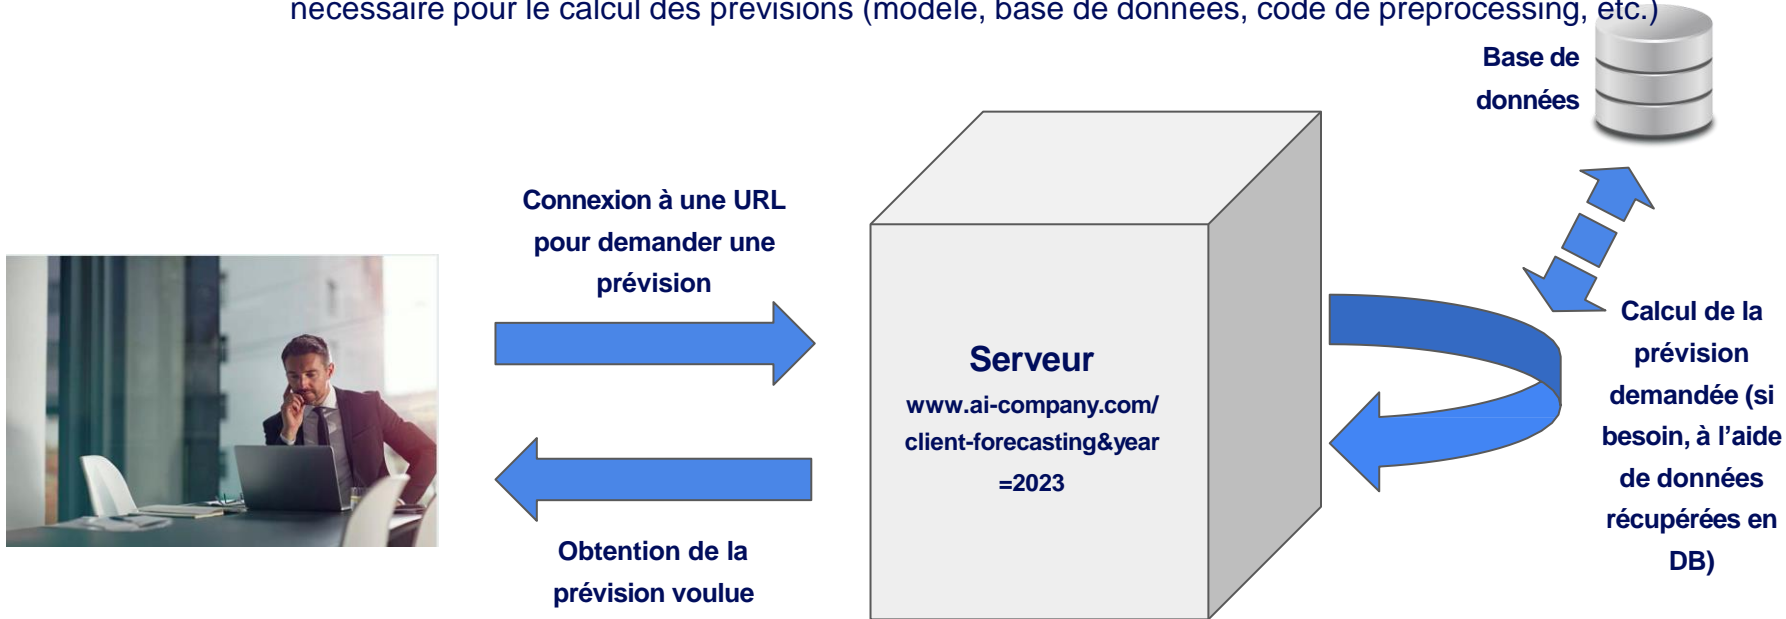 nécessaire pour le calcul des prévisions (modèle, base de données, code de preprocessing, etc.)
Base de
données
Connexion à une URL
pour demander une
prévision
Serveur
www.ai-company.com/
client-forecasting&year
=2023
Calcul de la
prévision
demandée (si
besoin, à l’aide
de données
récupérées en
DB)
Obtention de la
prévision voulue